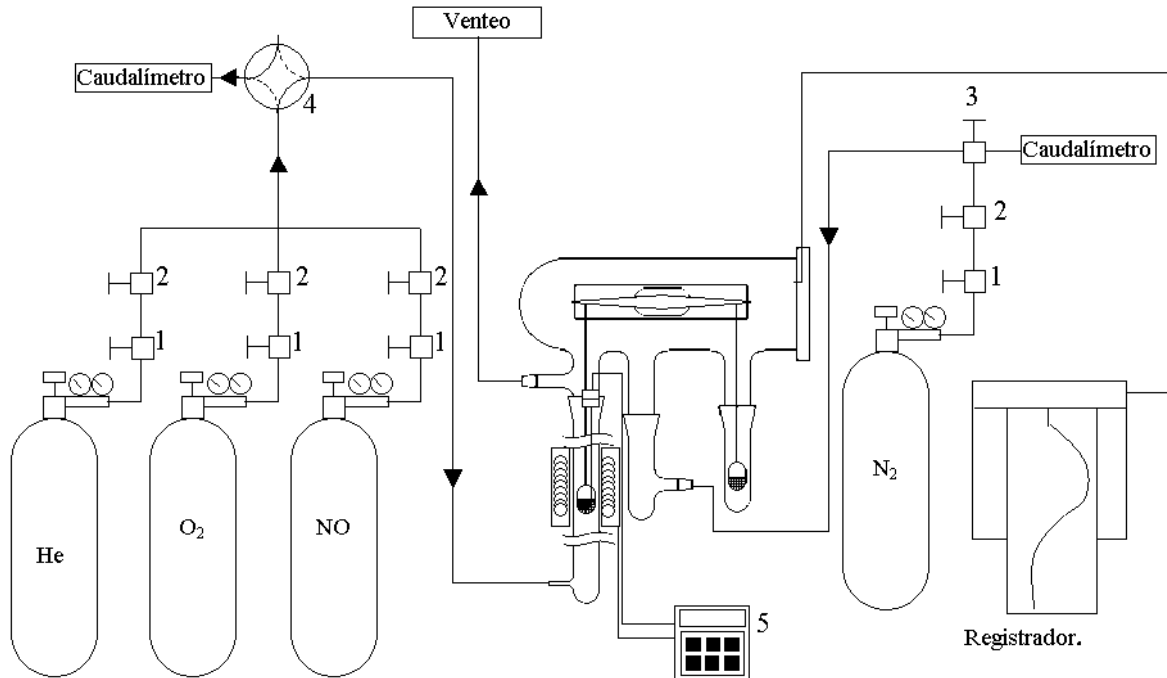 Venteo
Caudalímetro
4
3
Caudalímetro
2
1
2
2
2
1
1
1
He
O₂
NO
N₂
5
Registrador.